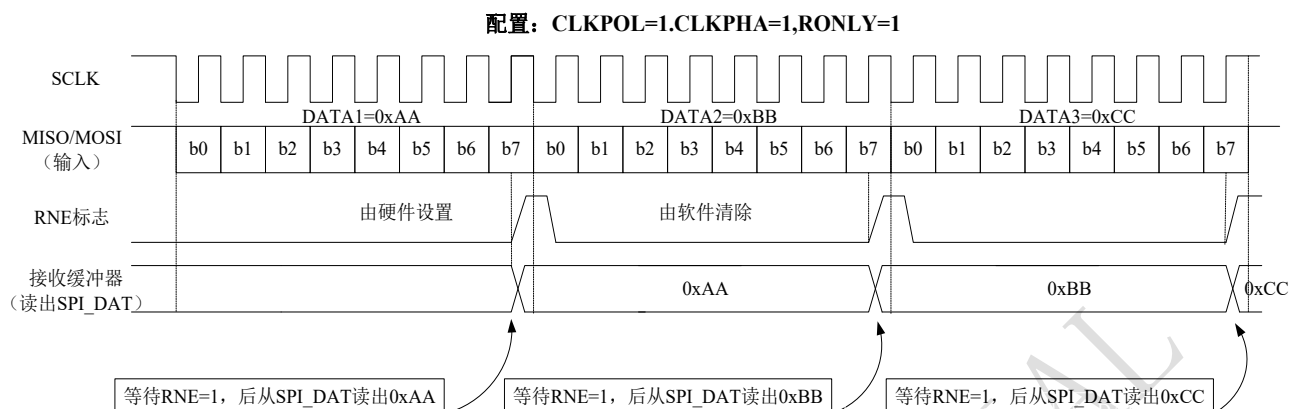 配置：CLKPOL=1.CLKPHA=1,RONLY=1
SCLK
DATA1=0xAA DATA2=0xBB DATA3=0xCC
MISO/MOSI
（输入）
b0 b1 b2 b3 b4 b5 b6 b7 b0 b1 b2 b3 b4 b5 b6 b7 b0 b1 b2 b3 b4 b5 b6 b7
RNE标志
由硬件设置 由软件清除
接收缓冲器
（读出SPI_DAT）
0xAA 0xBB 0xCC
等待RNE=1，后从SPI_DAT读出0xAA 等待RNE=1，后从SPI_DAT读出0xBB 等待RNE=1，后从SPI_DAT读出0xCC